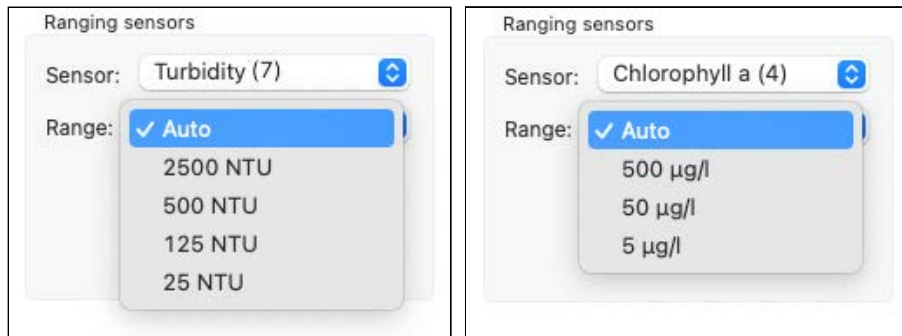 Ranging sensors
Sensor: Turbidity (7)
Range: ✓ Auto
2500 NTU
500 NTU
125 NTU
25 NTU
Ranging sensors
Sensor: Chlorophyll a (4)
Range: ✓ Auto
500 µg/l
50 µg/l
5 µg/l